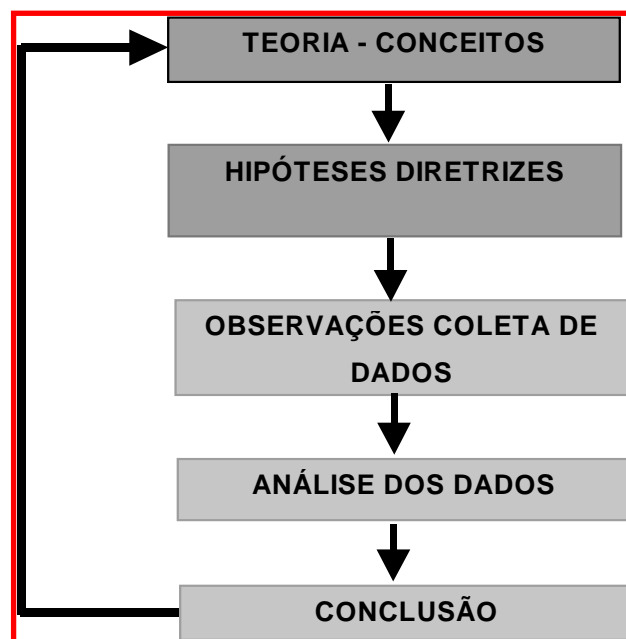 TEORIA - CONCEITOS
HIPÓTESES DIRETRIZES
OBSERVAÇÕES COLETA DE
DADOS
ANÁLISE DOS DADOS
CONCLUSÃO